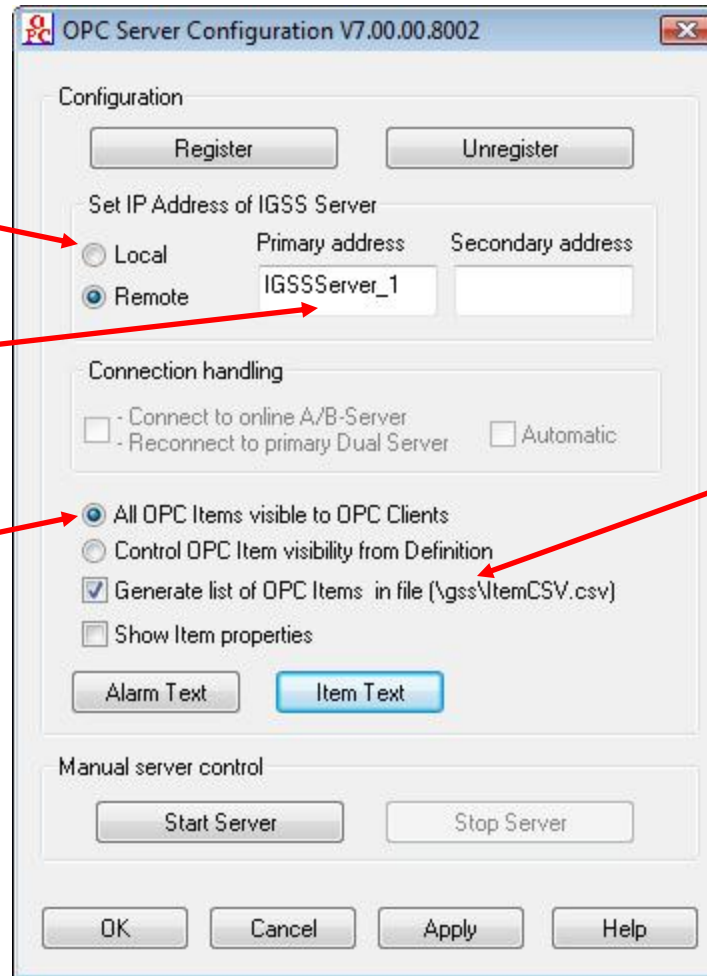 OPC
OPC Server Configuration V7.00.00.8002
Configuration
Register Unregister
Set IP Address of IGSS Server
Local Primary address Secondary address
Remote IGSSServer_1
Connection handling
- Connect to online A/B-Server
- Reconnect to primary Dual Server Automatic
All OPC Items visible to OPC Clients
Control OPC Item visibility from Definition
Generate list of OPC Items in file (\gss\ItemCSV.csv)
Show Item properties
Alarm Text Item Text
Manual server control
Start Server Stop Server
OK Cancel Apply Help